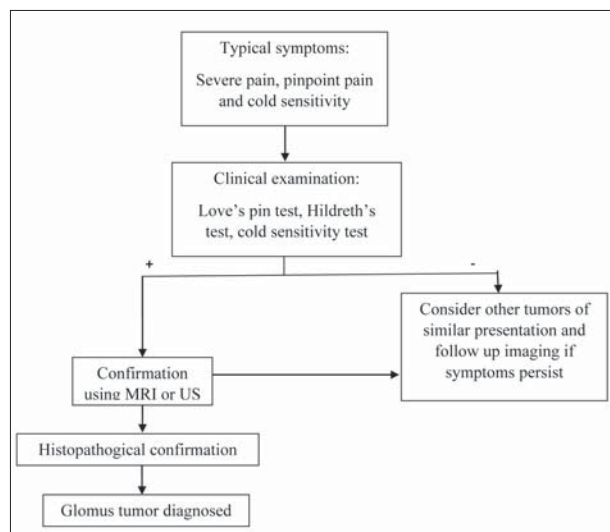 Typical symptoms:
Severe pain, pinpoint pain
and cold sensitivity
Clinical examination:
Love's pin test, Hildreth's
test, cold sensitivity test
+
-
Consider other tumors of
similar presentation and
follow up imaging if
symptoms persist
Confirmation
using MRI or US
Histopathogical confirmation
Glomus tumor diagnosed